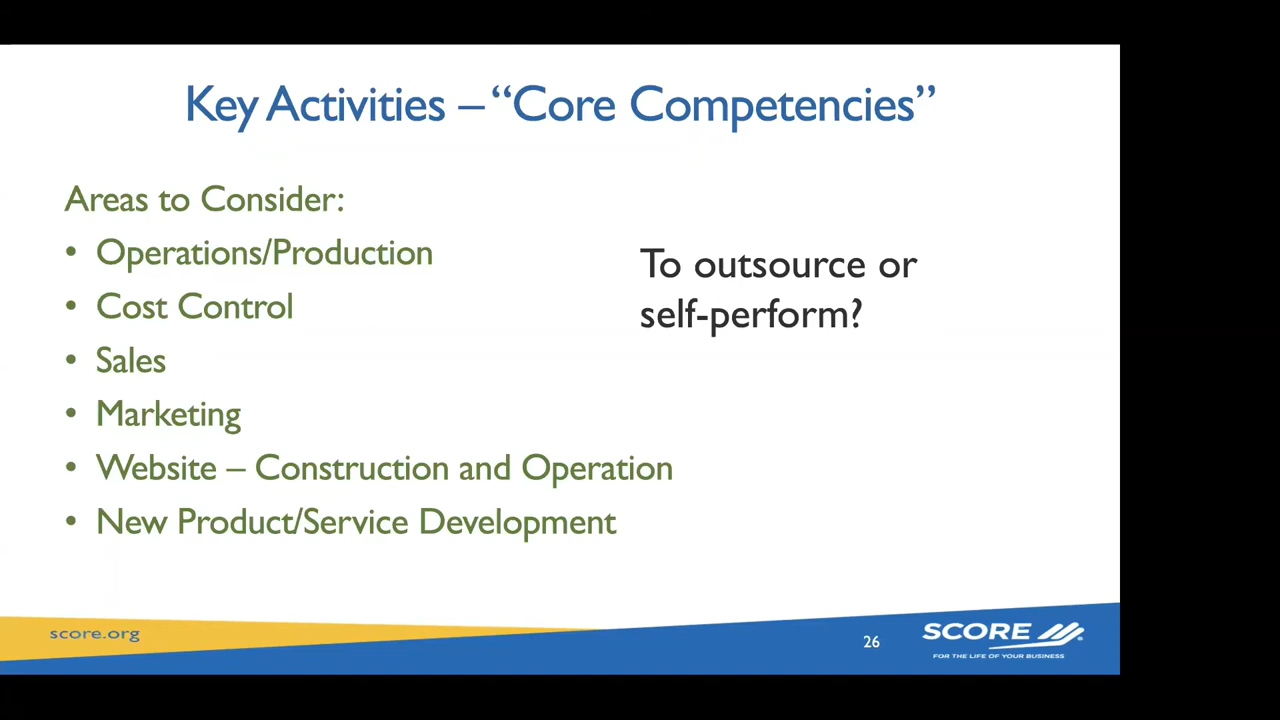 Key Activities – “Core Competencies”
Areas to Consider:
• Operations/Production
• Cost Control
• Sales
• Marketing
• Website – Construction and Operation
• New Product/Service Development
To outsource or
self-perform?
score.org
26
SCORE
FOR THE LIFE OF YOUR BUSINESS